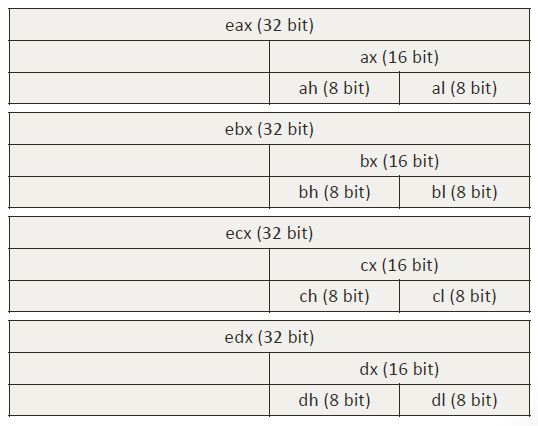 eax (32 bit)
ax (16 bit)
ah (8 bit) al (8 bit)
ebx (32 bit)
bx (16 bit)
bh (8 bit) bl (8 bit)
ecx (32 bit)
cx (16 bit)
ch (8 bit) cl (8 bit)
edx (32 bit)
dx (16 bit)
dh (8 bit) dl (8 bit)